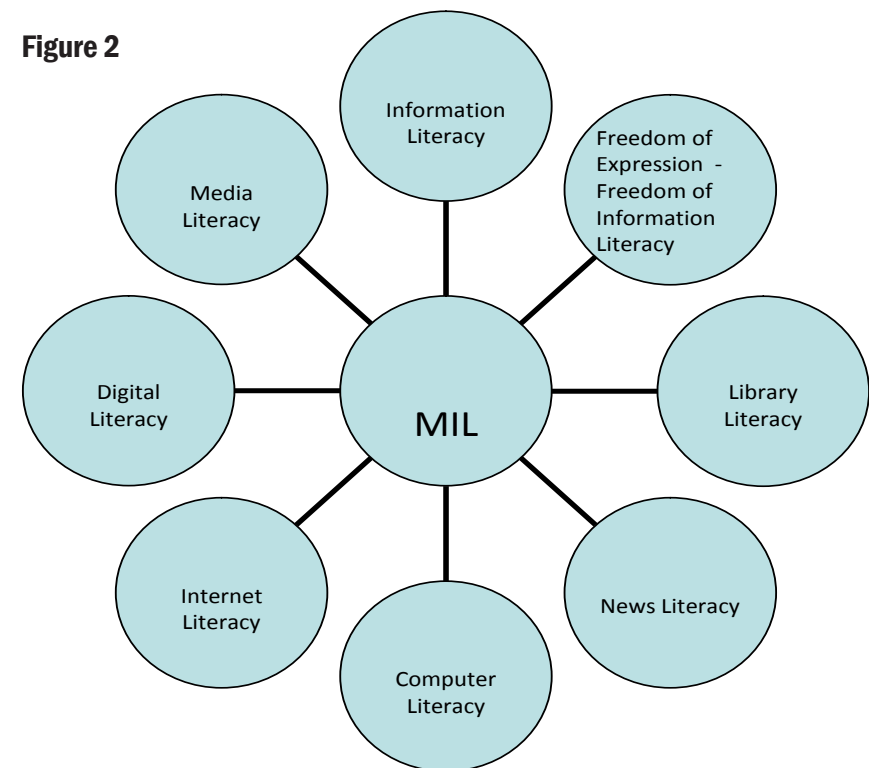 Figure 2
Information
Literacy
Freedom of
Expression -
Freedom of
Information
Literacy
Media
Literacy
Digital
Literacy
MIL
Library
Literacy
Internet
Literacy
News Literacy
Computer
Literacy